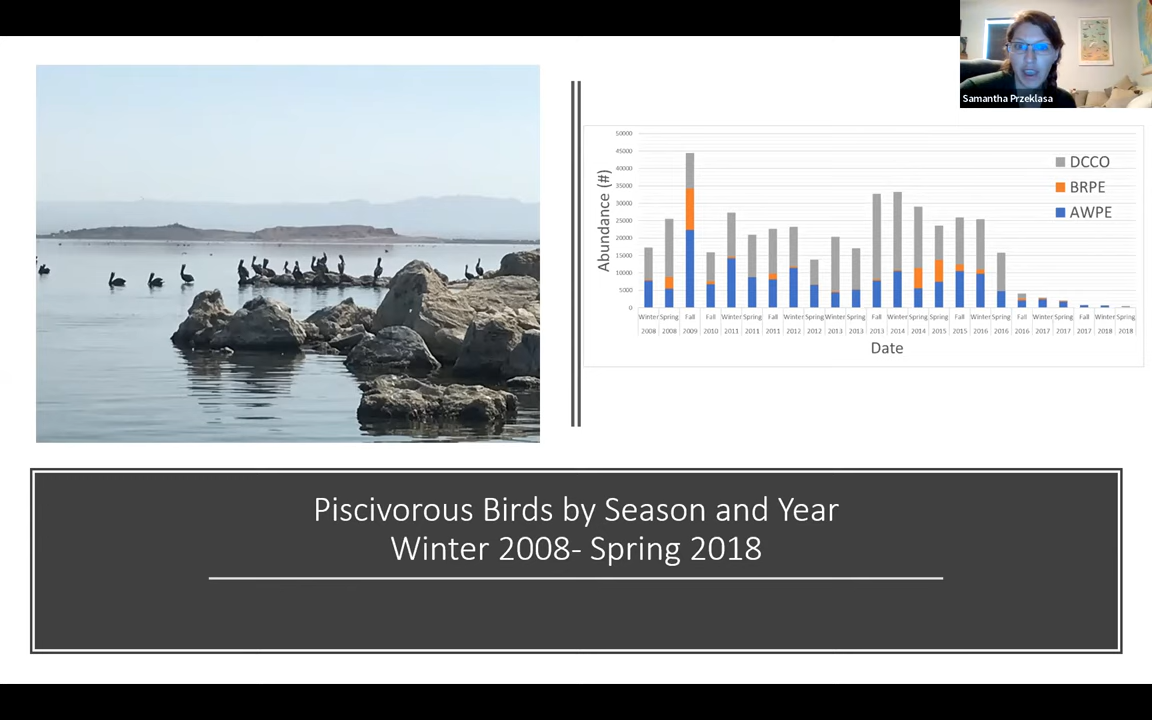 Samantha Przeklasa
50000
45000
40000
35000
30000
25000
20000
15000
10000
5000
0
Abundance (#)
DCCO
BRPE
AWPE
Winter Spring Fall Fall Winter Spring Fall Winter Spring Winter Spring Fall Winter Spring Spring Fall Winter Spring Fall Winter Spring Fall Winter Spring
2008 2008 2009 2010 2011 2011 2011 2012 2012 2013 2013 2013 2014 2014 2015 2015 2016 2016 2016 2017 2017 2017 2018 2018
Date
Piscivorous Birds by Season and Year
Winter 2008- Spring 2018